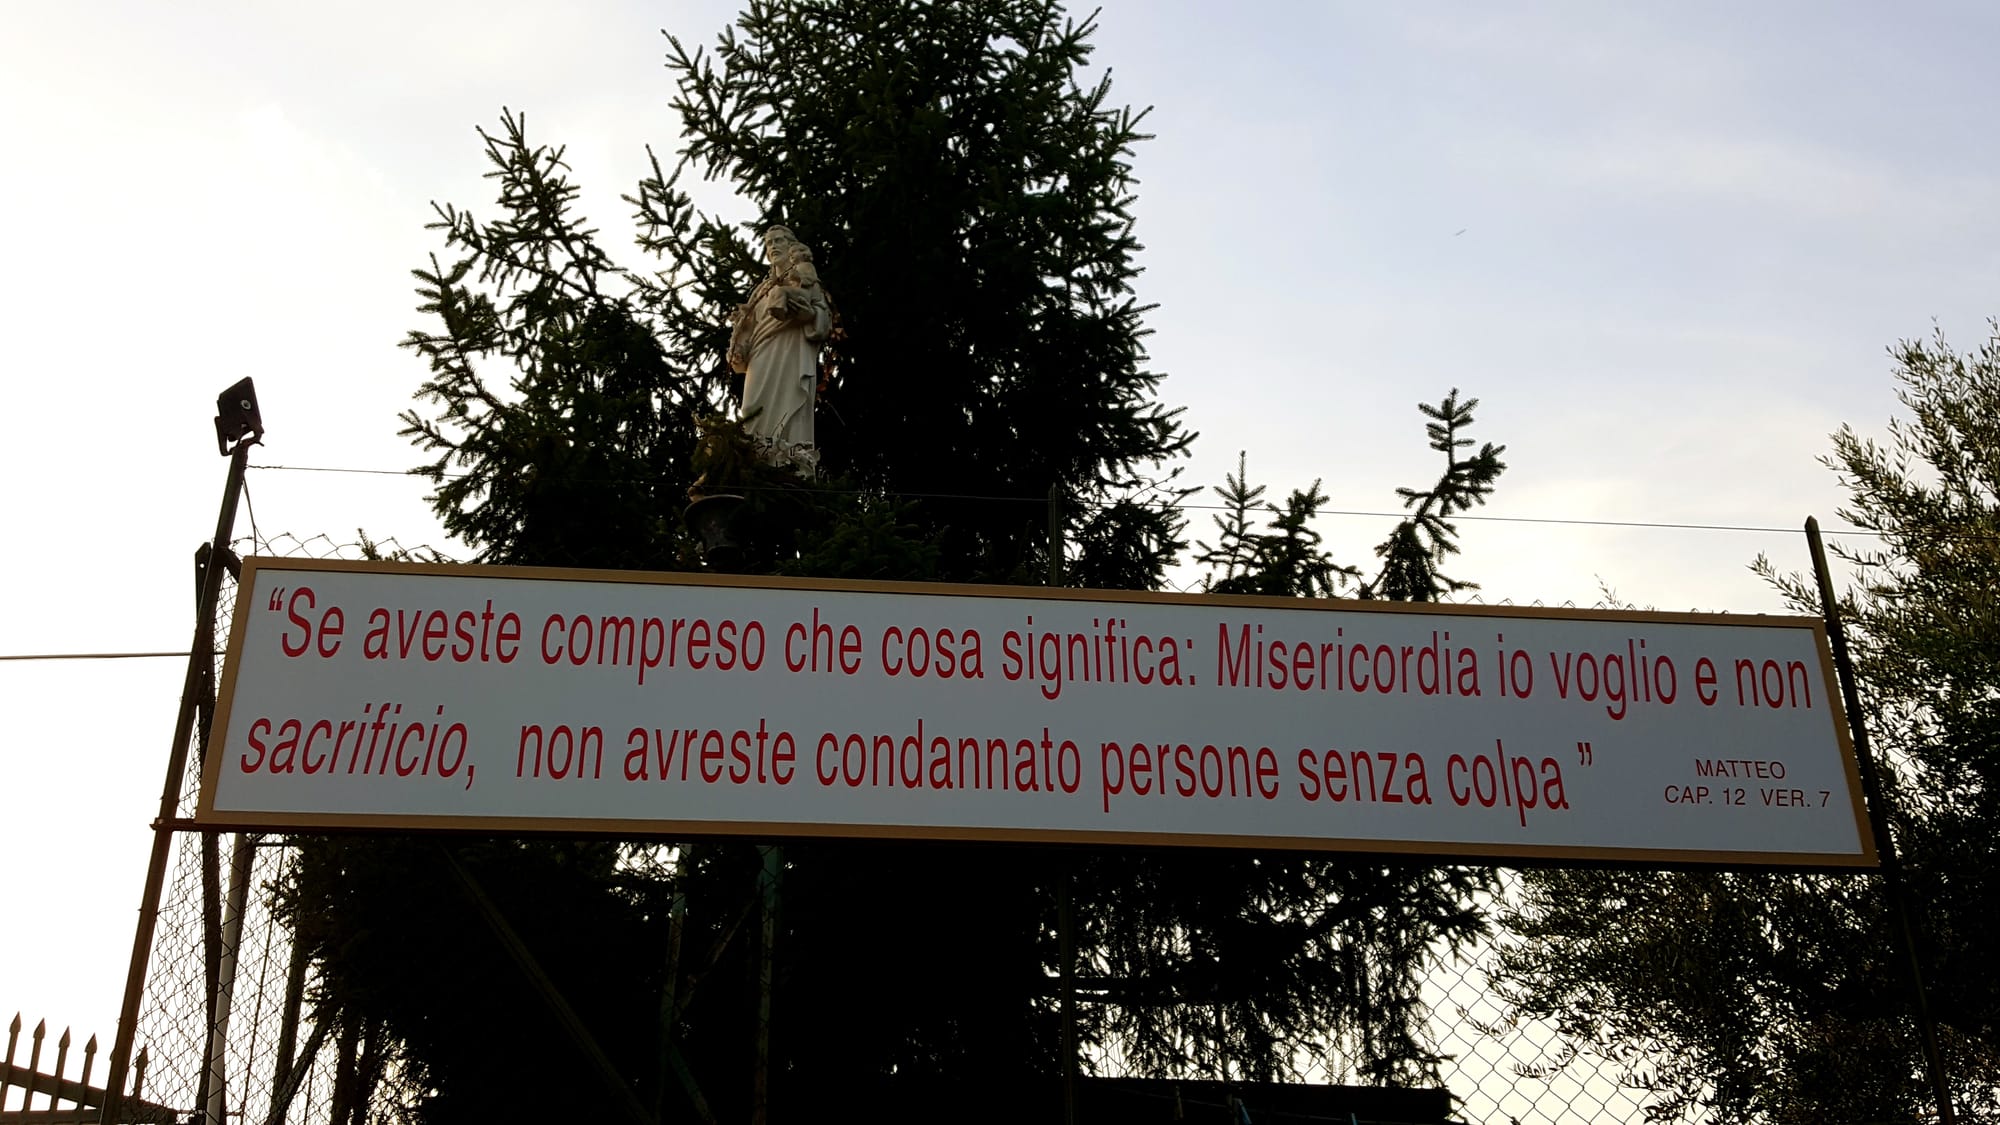 “Se aveste compreso che cosa significa: Misericordia io voglio e non
sacrificio, non avreste condannato persone senza colpa”
MATTEO
CAP. 12 VER. 7